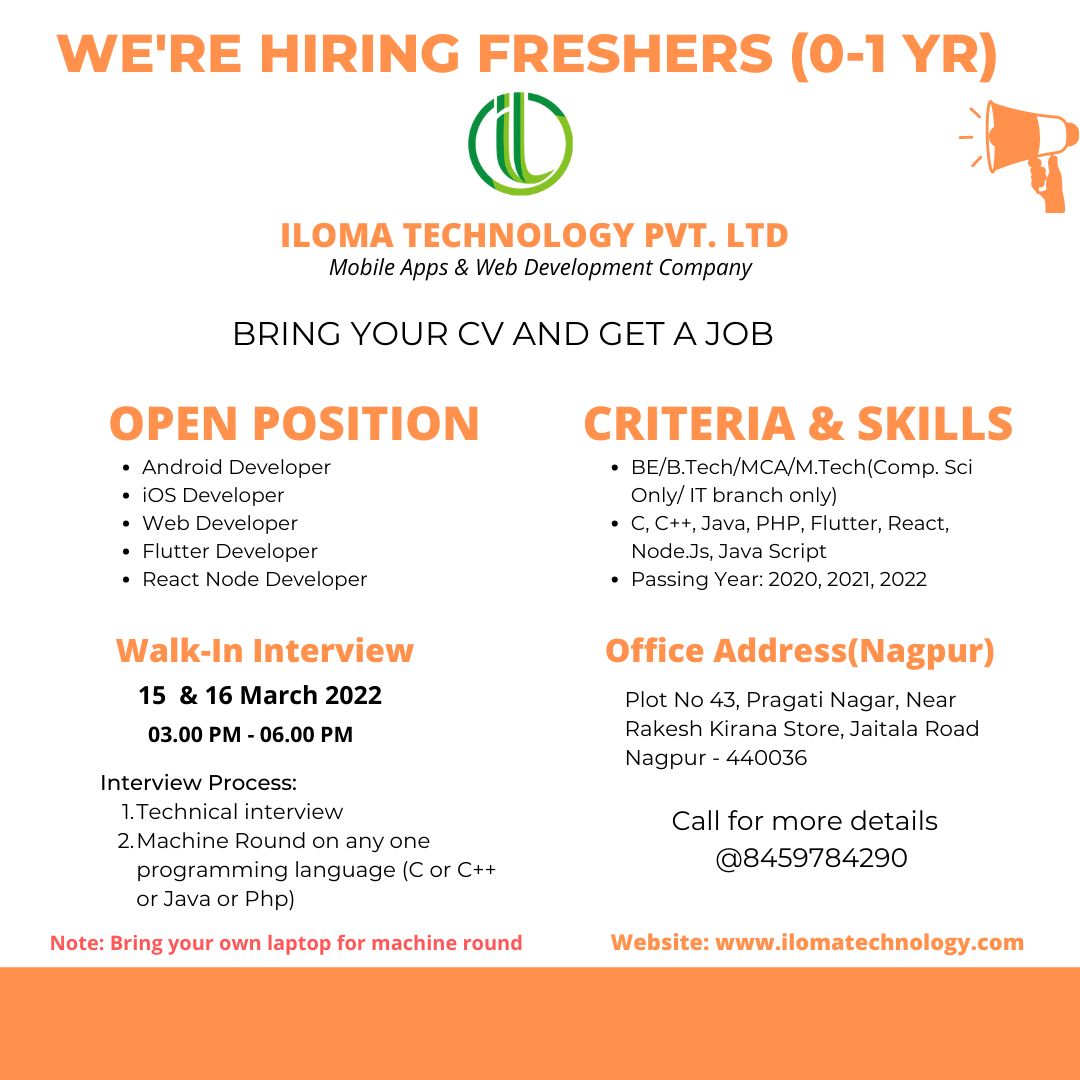 WE'RE HIRING FRESHERS (0-1 YR)
iL
ILOMA TECHNOLOGY PVT. LTD
Mobile Apps & Web Development Company
BRING YOUR CV AND GET A JOB
OPEN POSITION
• Android Developer
• iOS Developer
• Web Developer
• Flutter Developer
• React Node Developer
CRITERIA & SKILLS
• BE/B.Tech/MCA/M.Tech(Comp. Sci
Only/ IT branch only)
• C, C++, Java, PHP, Flutter, React,
Node.Js, Java Script
• Passing Year: 2020, 2021, 2022
Walk-In Interview
15 & 16 March 2022
03.00 PM - 06.00 PM
Interview Process:
1. Technical interview
2. Machine Round on any one
programming language (C or C++
or Java or Php)
Note: Bring your own laptop for machine round
Office Address(Nagpur)
Plot No 43, Pragati Nagar, Near
Rakesh Kirana Store, Jaitala Road
Nagpur - 440036
Call for more details
@8459784290
Website: www.ilomatechnology.com